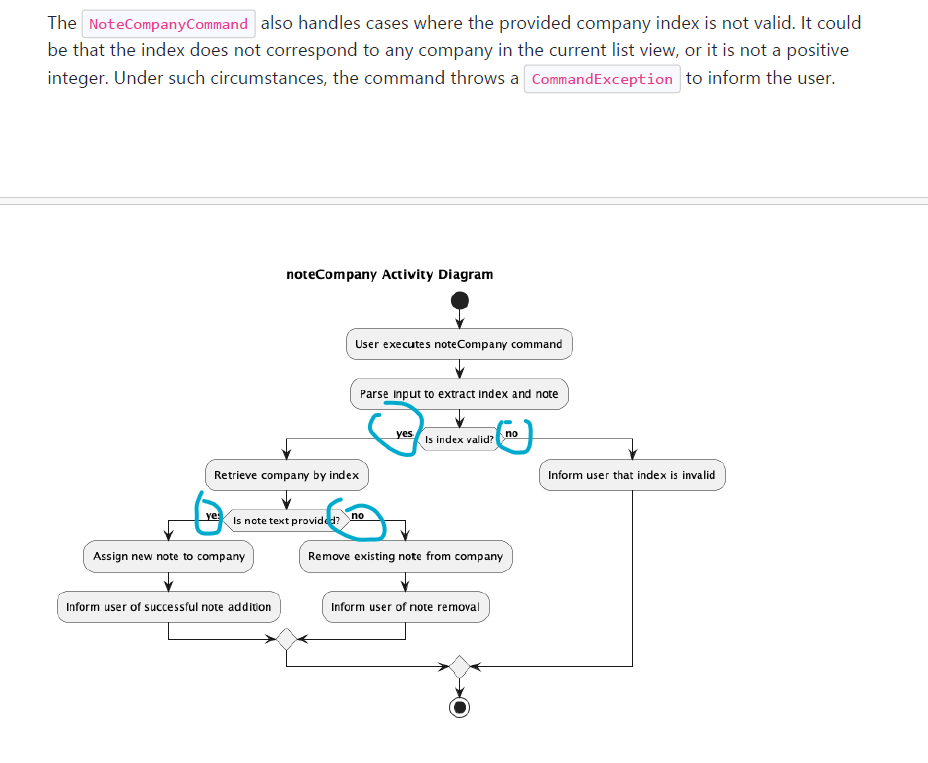 The NoteCompanyCommand also handles cases where the provided company index is not valid. It could
be that the index does not correspond to any company in the current list view, or it is not a positive
integer. Under such circumstances, the command throws a CommandException to inform the user.
noteCompany Activity Diagram
User executes noteCompany command
Parse input to extract index and note
yes
Is index valid?
no
Retrieve company by index
Inform user that index is invalid
yes
Is note text provided?
no
Assign new note to company
Remove existing note from company
Inform user of successful note addition
Inform user of note removal